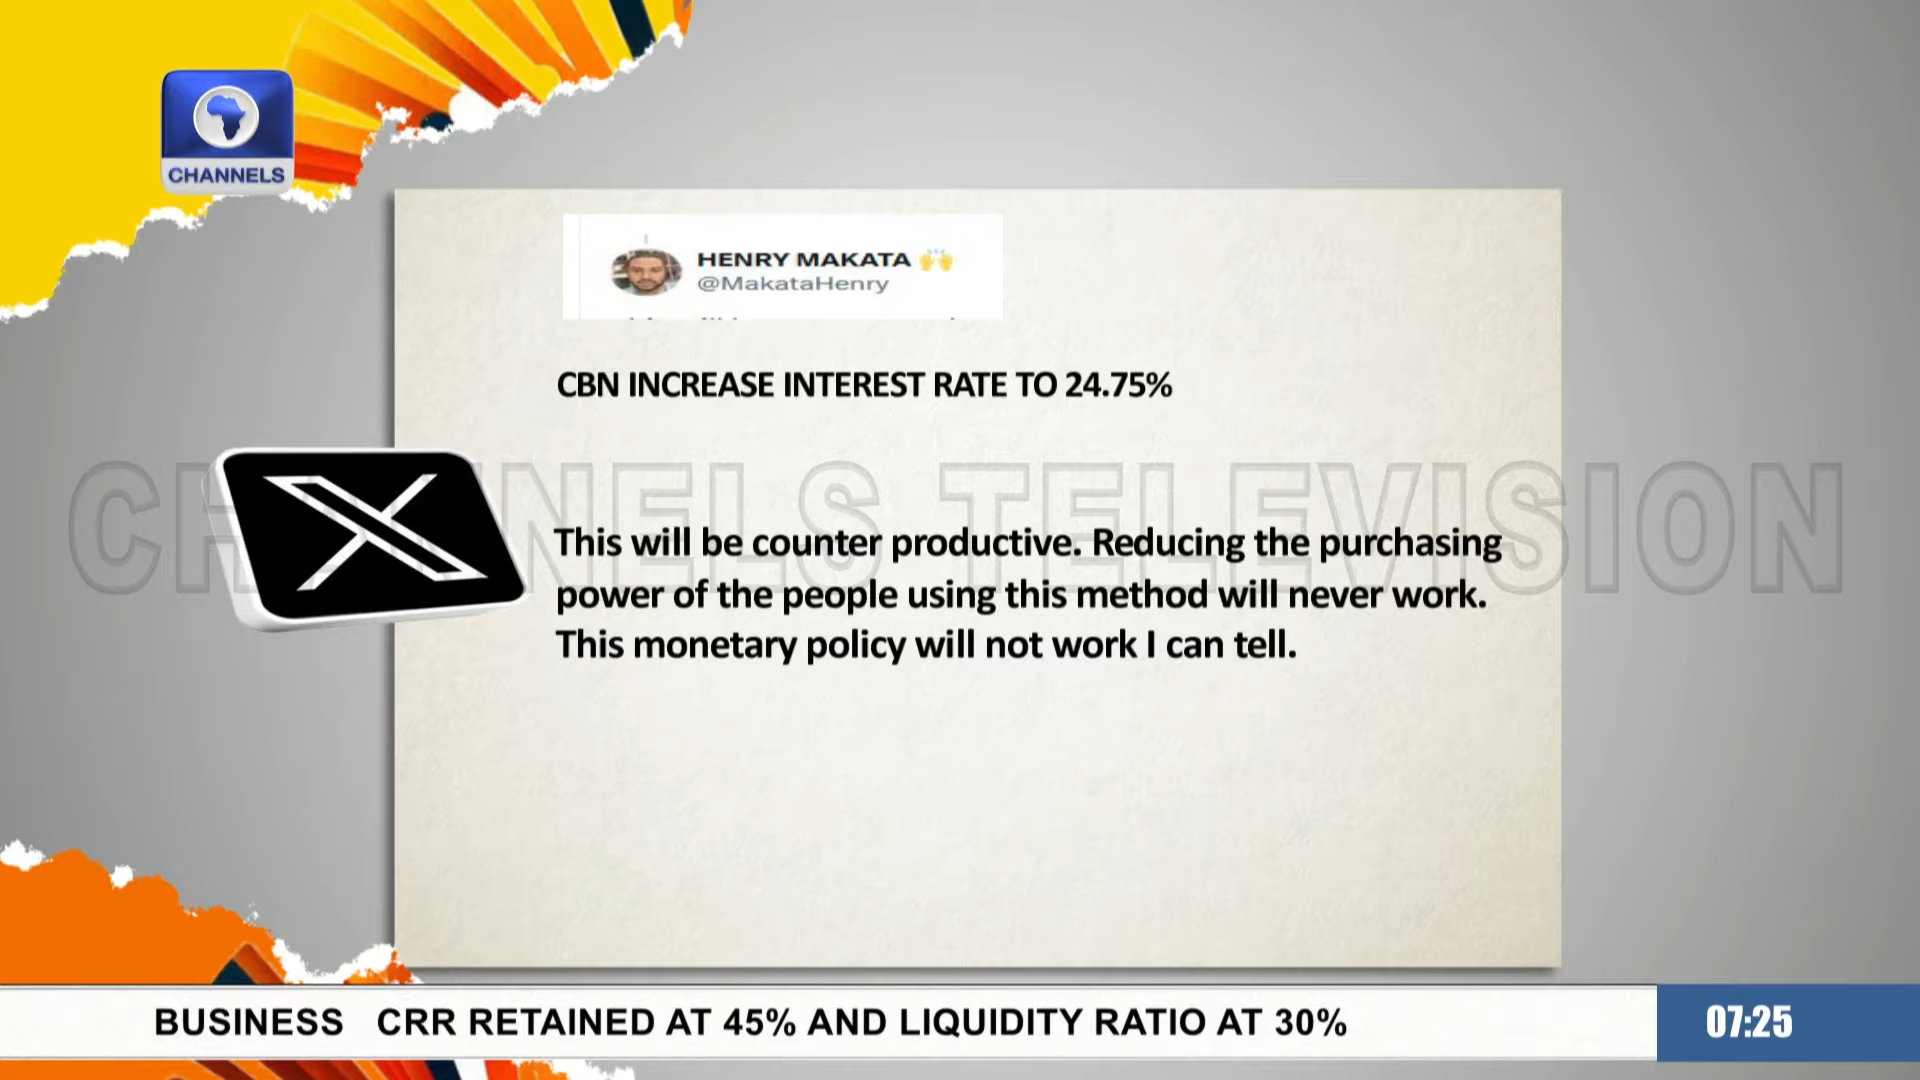 CHANNELS
HENRY MAKATA 🙌
@MakataHenry
CBN INCREASE INTEREST RATE TO 24.75%
CHANNELS TELEVISION
This will be counter productive. Reducing the purchasing
power of the people using this method will never work.
This monetary policy will not work I can tell.
BUSINESS CRR RETAINED AT 45% AND LIQUIDITY RATIO AT 30%
07:25